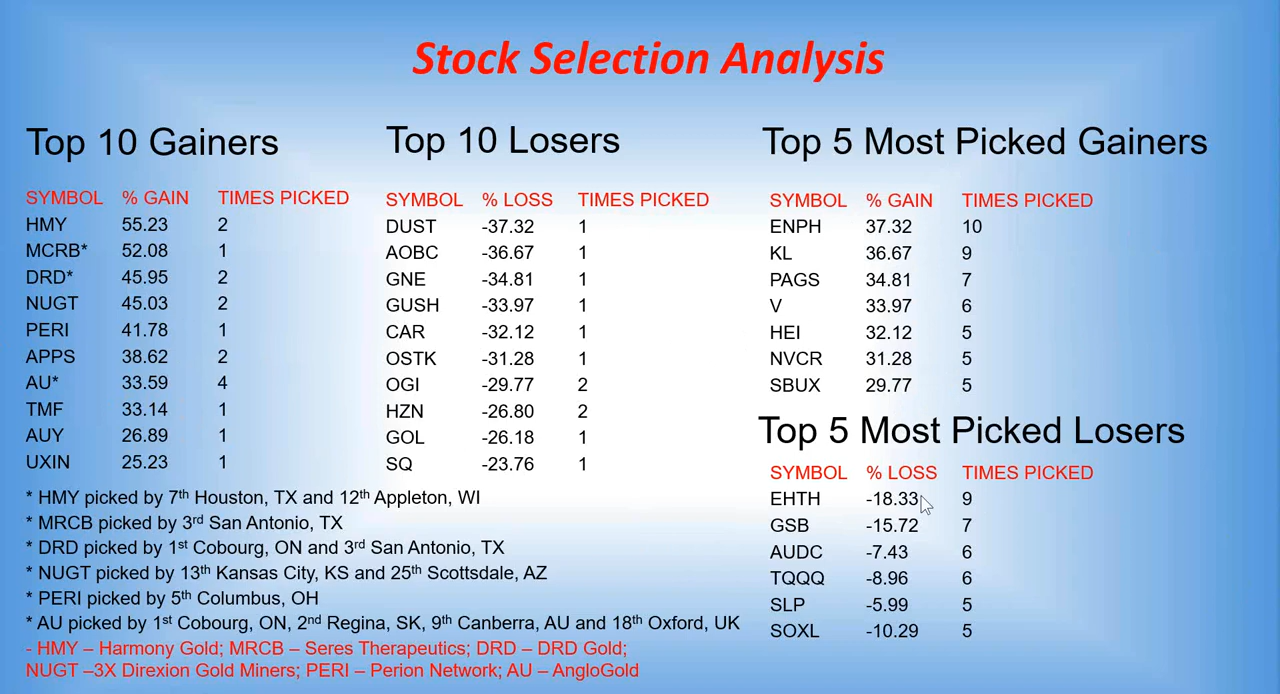 Stock Selection Analysis
Top 10 Gainers
SYMBOL % GAIN TIMES PICKED
HMY 55.23 2
MCRB* 52.08 1
DRD* 45.95 2
NUGT 45.03 2
PERI 41.78 1
APPS 38.62 2
AU* 33.59 4
TMF 33.14 1
AUY 26.89 1
UXIN 25.23 1
* HMY picked by 7th Houston, TX and 12th Appleton, WI
* MRCB picked by 3rd San Antonio, TX
* DRD picked by 1st Cobourg, ON and 3rd San Antonio, TX
* NUGT picked by 13th Kansas City, KS and 25th Scottsdale, AZ
* PERI picked by 5th Columbus, OH
* AU picked by 1st Cobourg, ON, 2nd Regina, SK, 9th Canberra, AU and 18th Oxford, UK
- HMY – Harmony Gold; MRCB – Seres Therapeutics; DRD – DRD Gold;
NUGT –3X Direxion Gold Miners; PERI – Perion Network; AU – AngloGold
Top 10 Losers
SYMBOL % LOSS TIMES PICKED
DUST -37.32 1
AOBC -36.67 1
GNE -34.81 1
GUSH -33.97 1
CAR -32.12 1
OSTK -31.28 1
OGI -29.77 2
HZN -26.80 2
GOL -26.18 1
SQ -23.76 1
Top 5 Most Picked Gainers
SYMBOL % GAIN TIMES PICKED
ENPH 37.32 10
KL 36.67 9
PAGS 34.81 7
V 33.97 6
HEI 32.12 5
NVCR 31.28 5
SBUX 29.77 5
Top 5 Most Picked Losers
SYMBOL % LOSS TIMES PICKED
EHTH -18.33 9
GSB -15.72 7
AUDC -7.43 6
TQQQ -8.96 6
SLP -5.99 5
SOXL -10.29 5